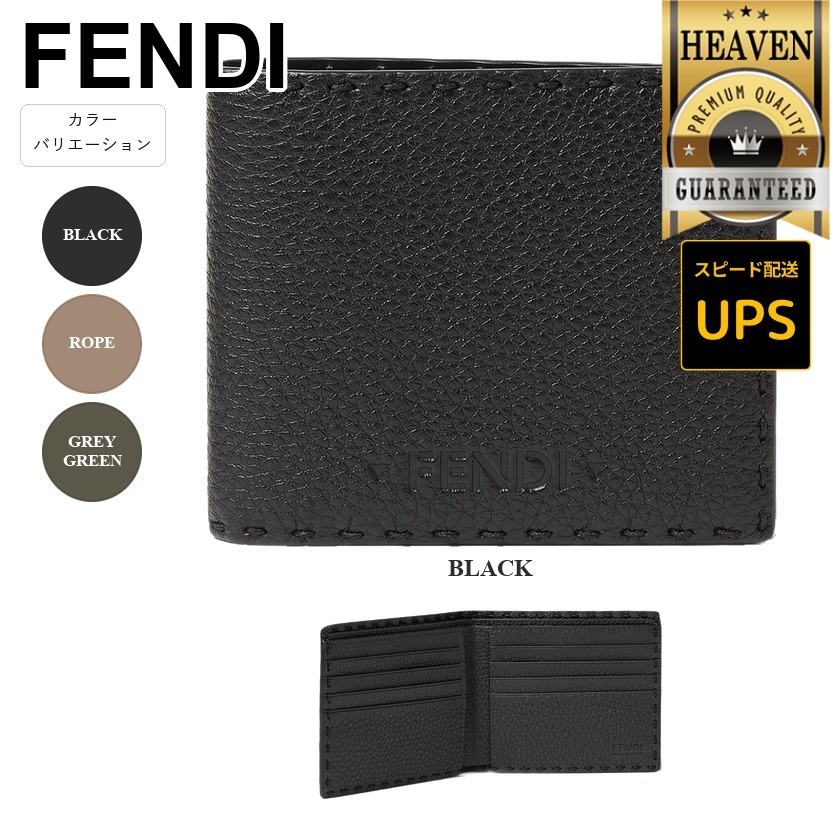 FENDI
カラー
バリエーション
BLACK
ROPE
GREY
GREEN
HEAVEN
PREMIUM QUALITY
GUARANTEED
スピード配送
UPS
FENDI
BLACK
FENDI